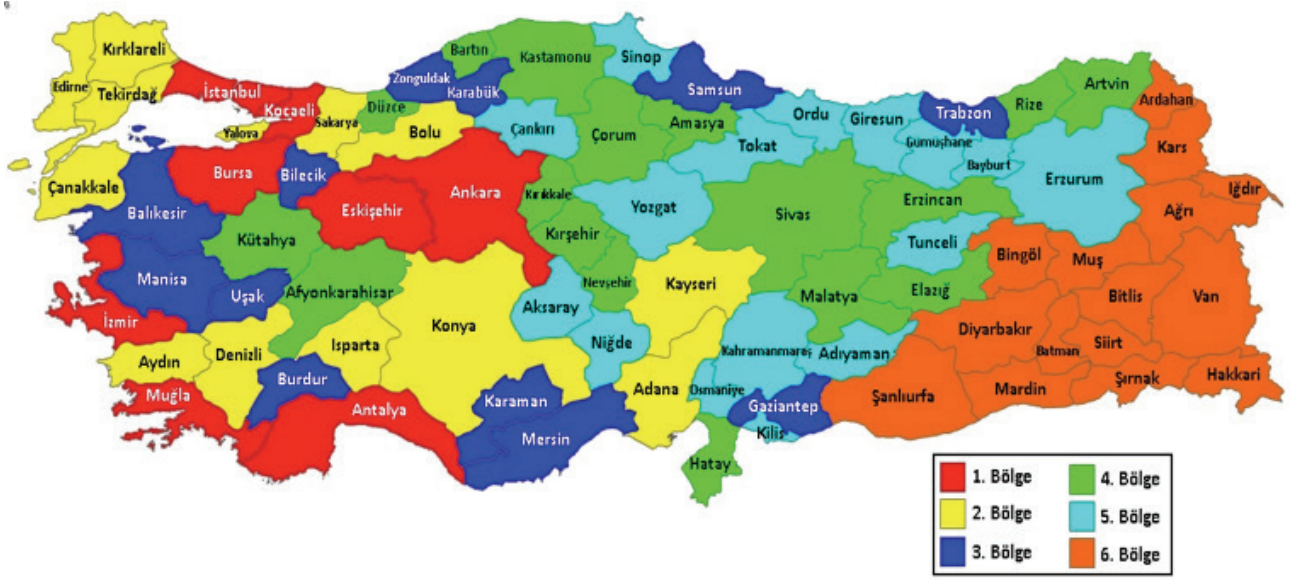 Kırklareli
Edirne
Tekirdağ
İstanbul
Kocaeli
Yalova
Sakarya
Düzce
Bolu
Zonguldak
Bartın
Karabük
Kastamonu
Sinop
Samsun
Çankırı
Çorum
Amasya
Tokat
Ordu
Giresun
Gümüşhane
Trabzon
Bayburt
Rize
Artvin
Ardahan
Kars
Iğdır
Ağrı
Erzurum
Erzincan
Çanakkale
Balıkesir
Bursa
Bilecik
Eskişehir
Ankara
Kırıkkale
Kırşehir
Yozgat
Sivas
Tunceli
Bingöl
Muş
Bitlis
Van
Kütahya
Manisa
Uşak
Afyonkarahisar
İzmir
Konya
Aksaray
Nevşehir
Kayseri
Niğde
Malatya
Elazığ
Diyarbakır
Batman
Siirt
Şırnak
Hakkari
Mardin
Şanlıurfa
Adıyaman
Kahramanmaraş
Aydın
Denizli
Isparta
Burdur
Muğla
Antalya
Karaman
Mersin
Adana
Osmaniye
Gaziantep
Kilis
Hatay
1. Bölge
2. Bölge
3. Bölge
4. Bölge
5. Bölge
6. Bölge